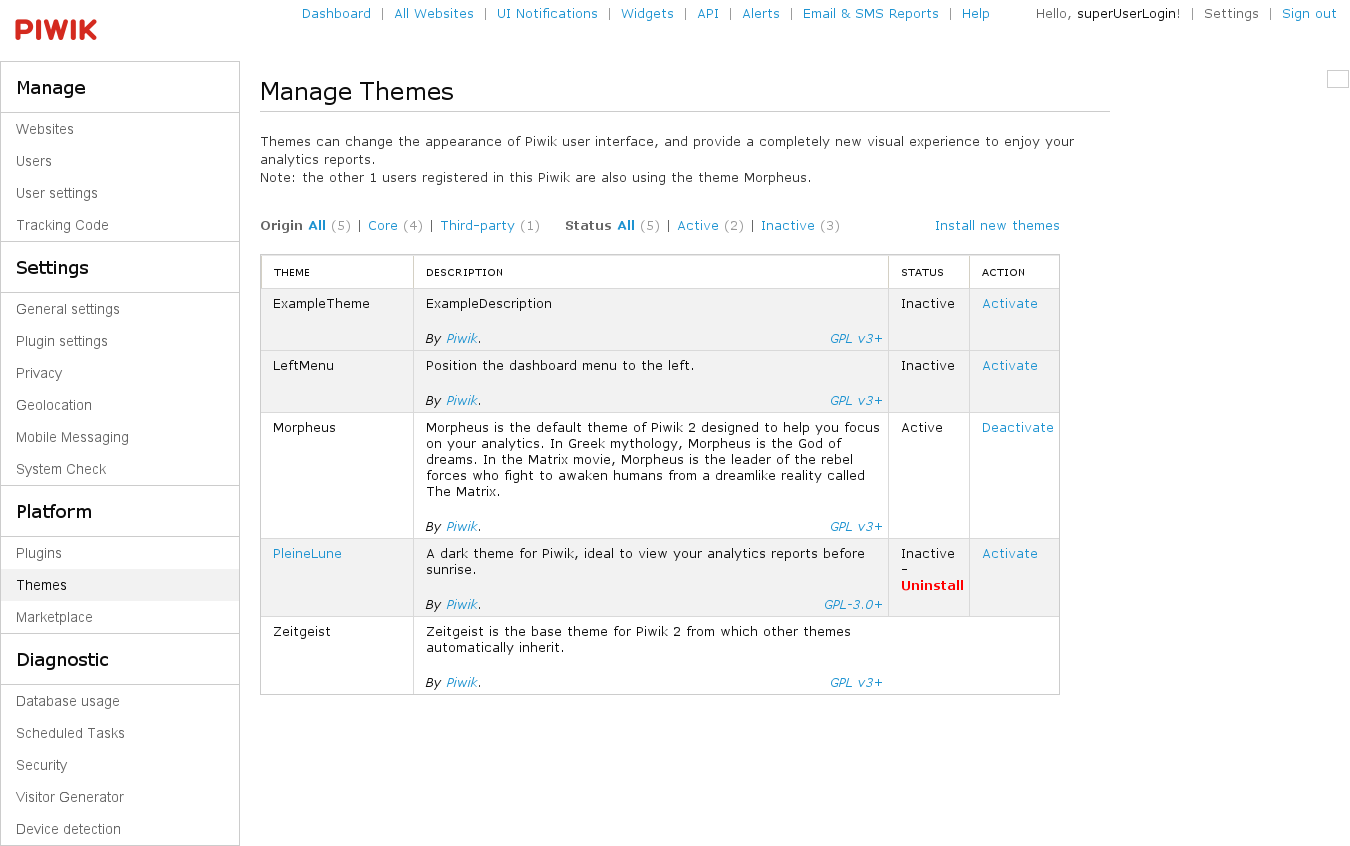 PIWIK
Dashboard | All Websites | UI Notifications | Widgets | API | Alerts | Email & SMS Reports | Help
Hello, superUserLogin! | Settings | Sign out
Manage
Websites
Users
User settings
Tracking Code
Settings
General settings
Plugin settings
Privacy
Geolocation
Mobile Messaging
System Check
Platform
Plugins
Themes
Marketplace
Diagnostic
Database usage
Scheduled Tasks
Security
Visitor Generator
Device detection
Manage Themes
Themes can change the appearance of Piwik user interface, and provide a completely new visual experience to enjoy your
analytics reports.
Note: the other 1 users registered in this Piwik are also using the theme Morpheus.
Origin All (5) | Core (4) | Third-party (1) Status All (5) | Active (2) | Inactive (3) Install new themes
THEME DESCRIPTION STATUS ACTION
ExampleTheme ExampleDescription Inactive Activate
By Piwik. GPL v3+
LeftMenu Position the dashboard menu to the left. Inactive Activate
By Piwik. GPL v3+
Morpheus Morpheus is the default theme of Piwik 2 designed to help you focus Active Deactivate
on your analytics. In Greek mythology, Morpheus is the God of
dreams. In the Matrix movie, Morpheus is the leader of the rebel
forces who fight to awaken humans from a dreamlike reality called
The Matrix.
By Piwik. GPL v3+
PleineLune A dark theme for Piwik, ideal to view your analytics reports before Inactive Activate
sunrise. -
Uninstall
By Piwik. GPL-3.0+
Zeitgeist Zeitgeist is the base theme for Piwik 2 from which other themes
automatically inherit.
By Piwik. GPL v3+